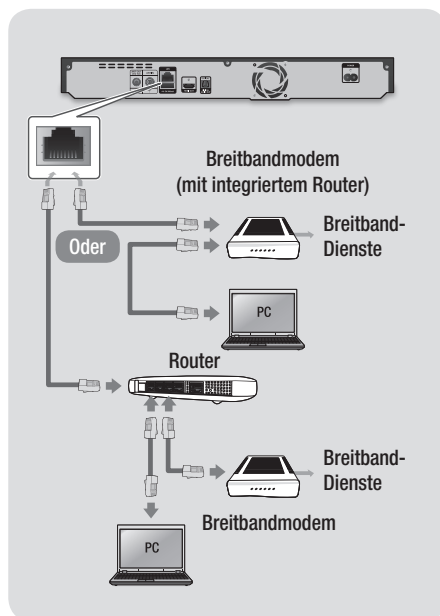 Breitbandmodem
(mit integriertem Router)
Oder
Breitband-
Dienste
PC
Router
Breitband-
Dienste
Breitbandmodem
PC